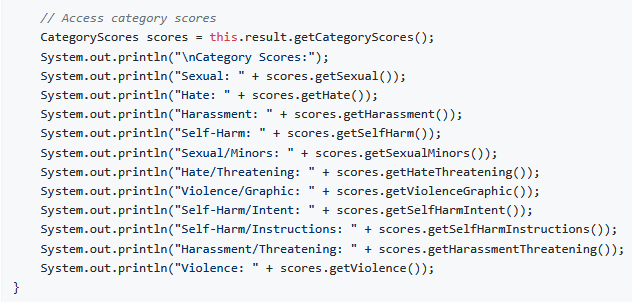 // Access category scores
CategoryScores scores = this.result.getCategoryScores();
System.out.println("\nCategory Scores:");
System.out.println("Sexual: " + scores.getSexual());
System.out.println("Hate: " + scores.getHate());
System.out.println("Harassment: " + scores.getHarassment());
System.out.println("Self-Harm: " + scores.getSelfHarm());
System.out.println("Sexual/Minors: " + scores.getSexualMinors());
System.out.println("Hate/Threatening: " + scores.getHateThreatening());
System.out.println("Violence/Graphic: " + scores.getViolenceGraphic());
System.out.println("Self-Harm/Intent: " + scores.getSelfHarmIntent());
System.out.println("Self-Harm/Instructions: " + scores.getSelfHarmInstructions());
System.out.println("Harassment/Threatening: " + scores.getHarassmentThreatening());
System.out.println("Violence: " + scores.getViolence());
}